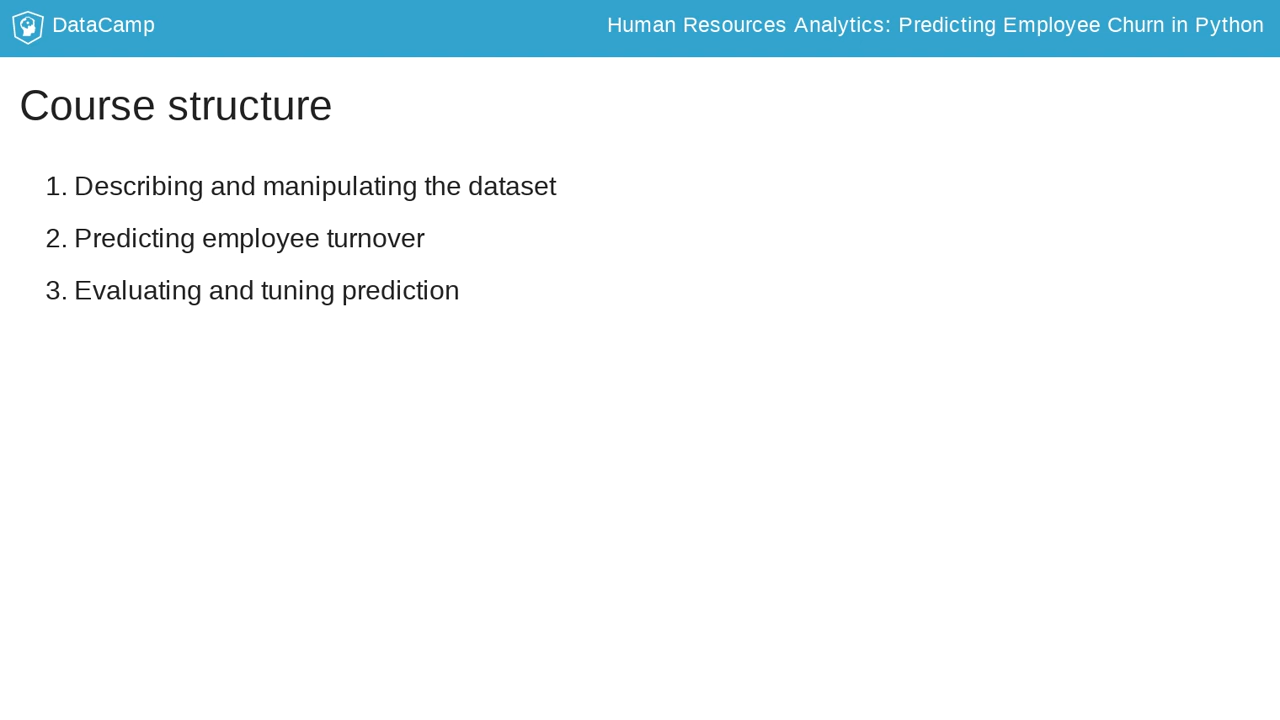 DataCamp
Human Resources Analytics: Predicting Employee Churn in Python
Course structure
1. Describing and manipulating the dataset
2. Predicting employee turnover
3. Evaluating and tuning prediction